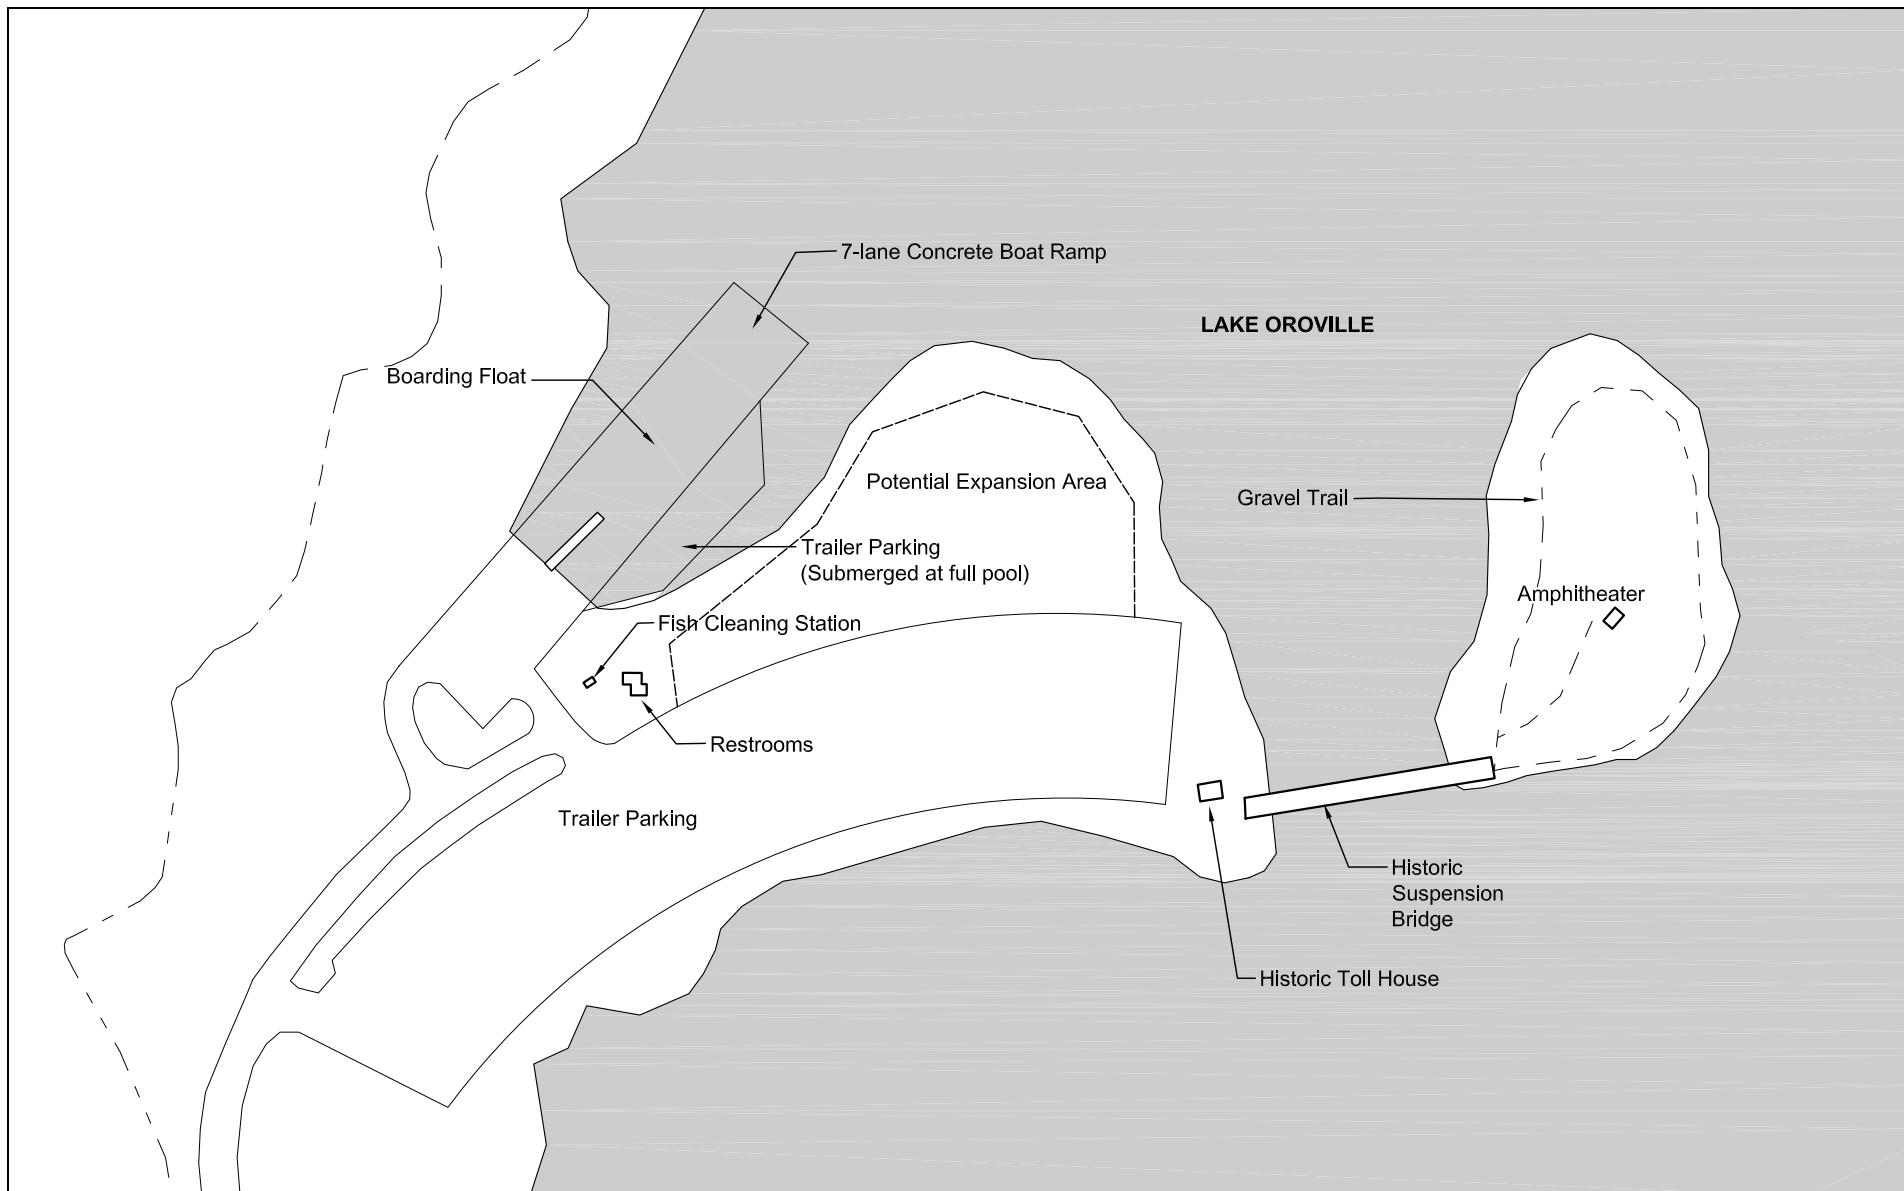 7-lane Concrete Boat Ramp
LAKE OROVILLE
Boarding Float
Potential Expansion Area
Gravel Trail
Trailer Parking
(Submerged at full pool)
Amphitheater
Fish Cleaning Station
Restrooms
Trailer Parking
Historic
Suspension
Bridge
Historic Toll House